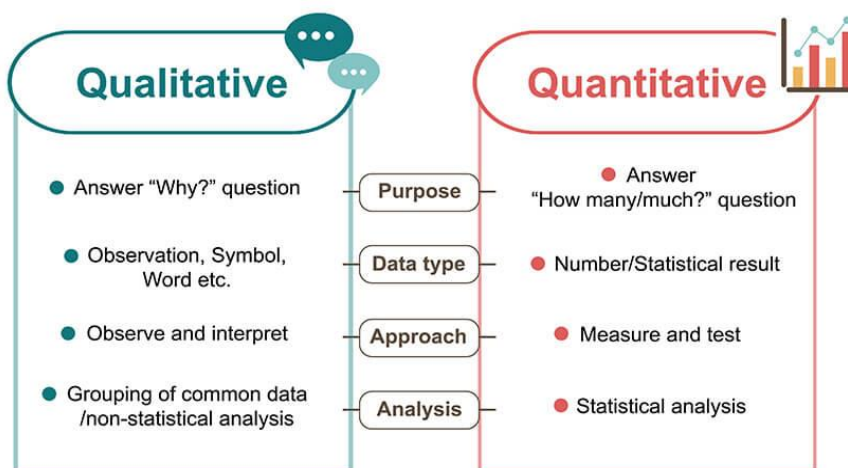 Qualitative
Quantitative
Answer “Why?” question
Purpose
Answer
“How many/much?” question
Observation, Symbol,
Word etc.
Data type
Number/Statistical result
Observe and interpret
Approach
Measure and test
Grouping of common data
/non-statistical analysis
Analysis
Statistical analysis